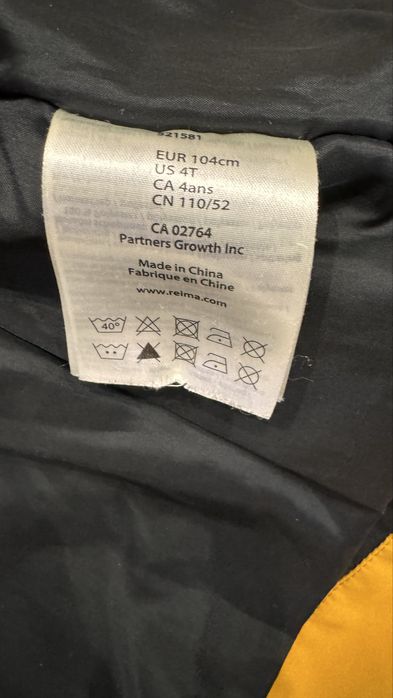 521581
EUR 104cm
US 4T
CA 4ans
CN 110/52
CA 02764
Partners Growth Inc
Made in China
Fabrique en Chine
www.reima.com
40°